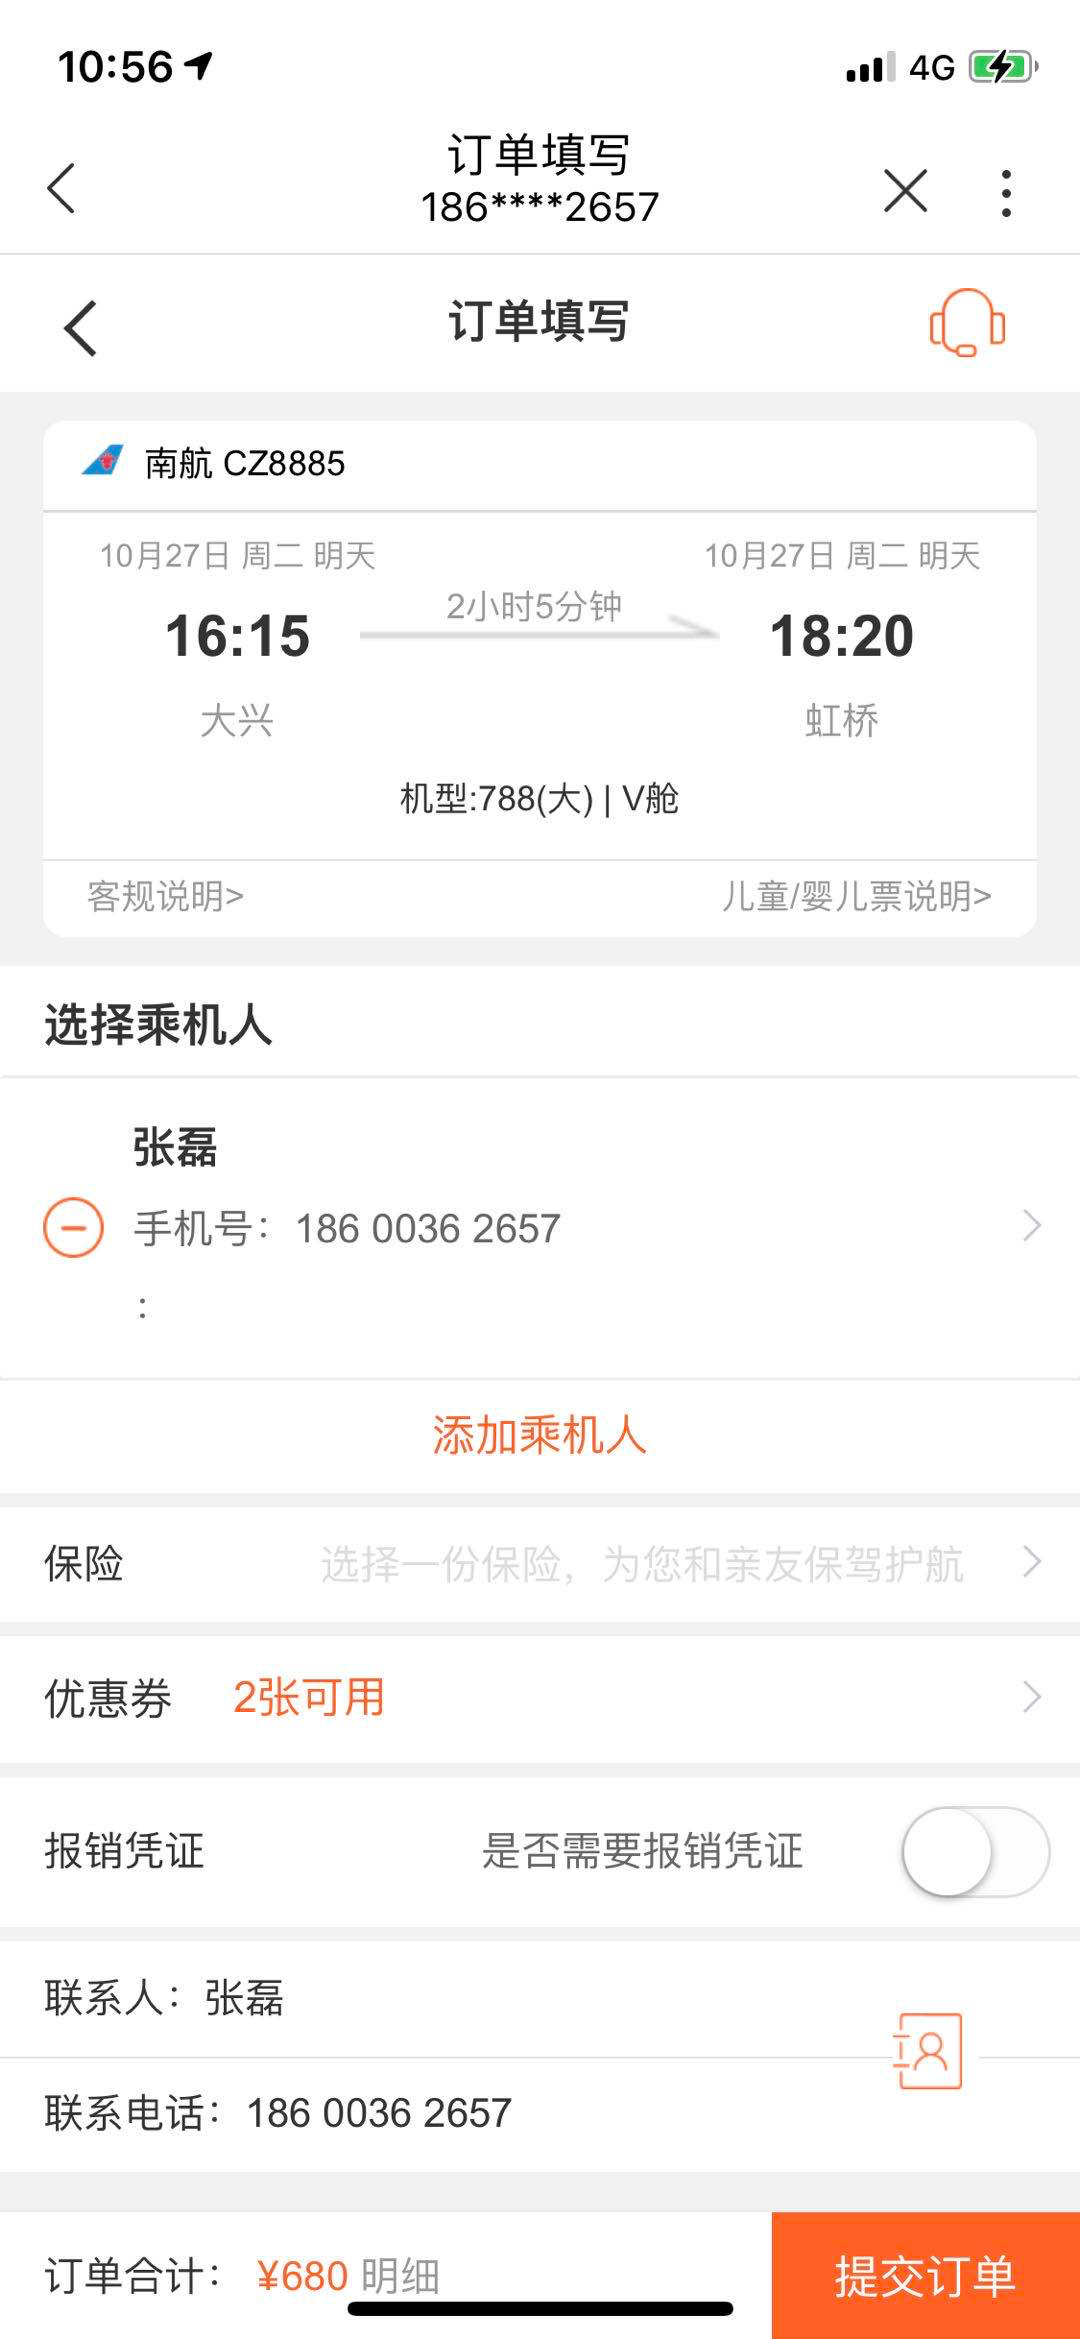 10:56 4G
订单填写
186****2657
订单填写
南航 CZ8885
10月27日 周二 明天 10月27日 周二 明天
2小时5分钟
16:15 18:20
大兴 虹桥
机型:788(大) | V舱
客规说明> 儿童/婴儿票说明>
选择乘机人
张磊
手机号： 186 0036 2657
:
添加乘机人
保险 选择一份保险，为您和亲友保驾护航
优惠券 2张可用
报销凭证 是否需要报销凭证
联系人：张磊
联系电话：186 0036 2657
订单合计： ¥680 明细 提交订单